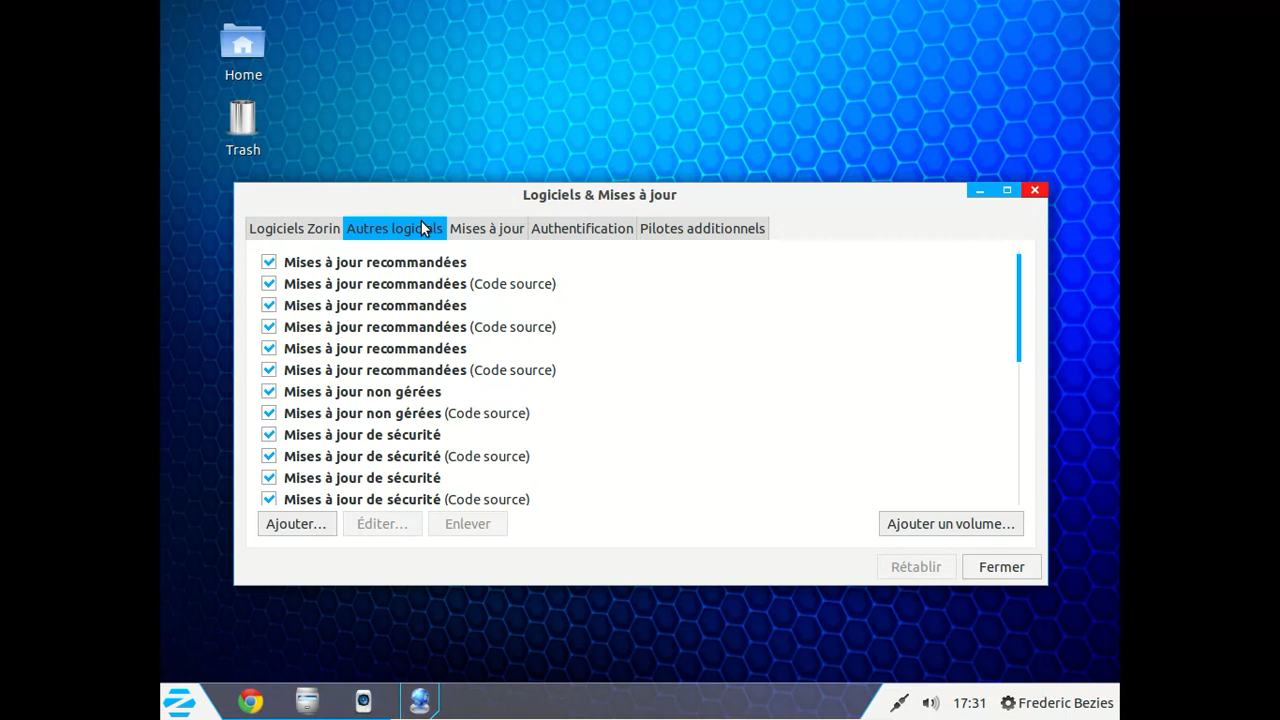 Home
Trash
Logiciels & Mises à jour
Logiciels Zorin Autres logiciels Mises à jour Authentification Pilotes additionnels
Mises à jour recommandées
Mises à jour recommandées (Code source)
Mises à jour recommandées
Mises à jour recommandées (Code source)
Mises à jour recommandées
Mises à jour recommandées (Code source)
Mises à jour non gérées
Mises à jour non gérées (Code source)
Mises à jour de sécurité
Mises à jour de sécurité (Code source)
Mises à jour de sécurité
Mises à jour de sécurité (Code source)
Ajouter... Éditer... Enlever Ajouter un volume...
Rétablir Fermer
17:31 Frederic Bezies